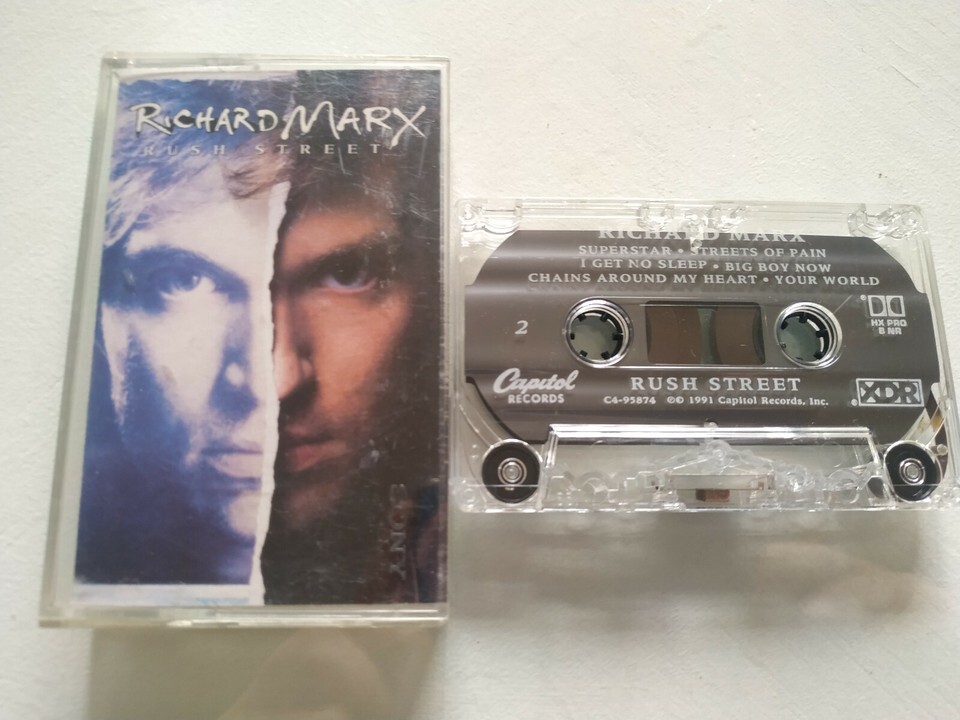 RICHARD MARX
RUSH STREET
SONY
RICHARD MARX
SUPERSTAR • STREETS OF PAIN
I GET NO SLEEP • BIG BOY NOW
CHAINS AROUND MY HEART • YOUR WORLD
2
HX PRO
B NR
Capitol
RECORDS
RUSH STREET
C4-95874 ℗© 1991 Capitol Records, Inc.
XDR